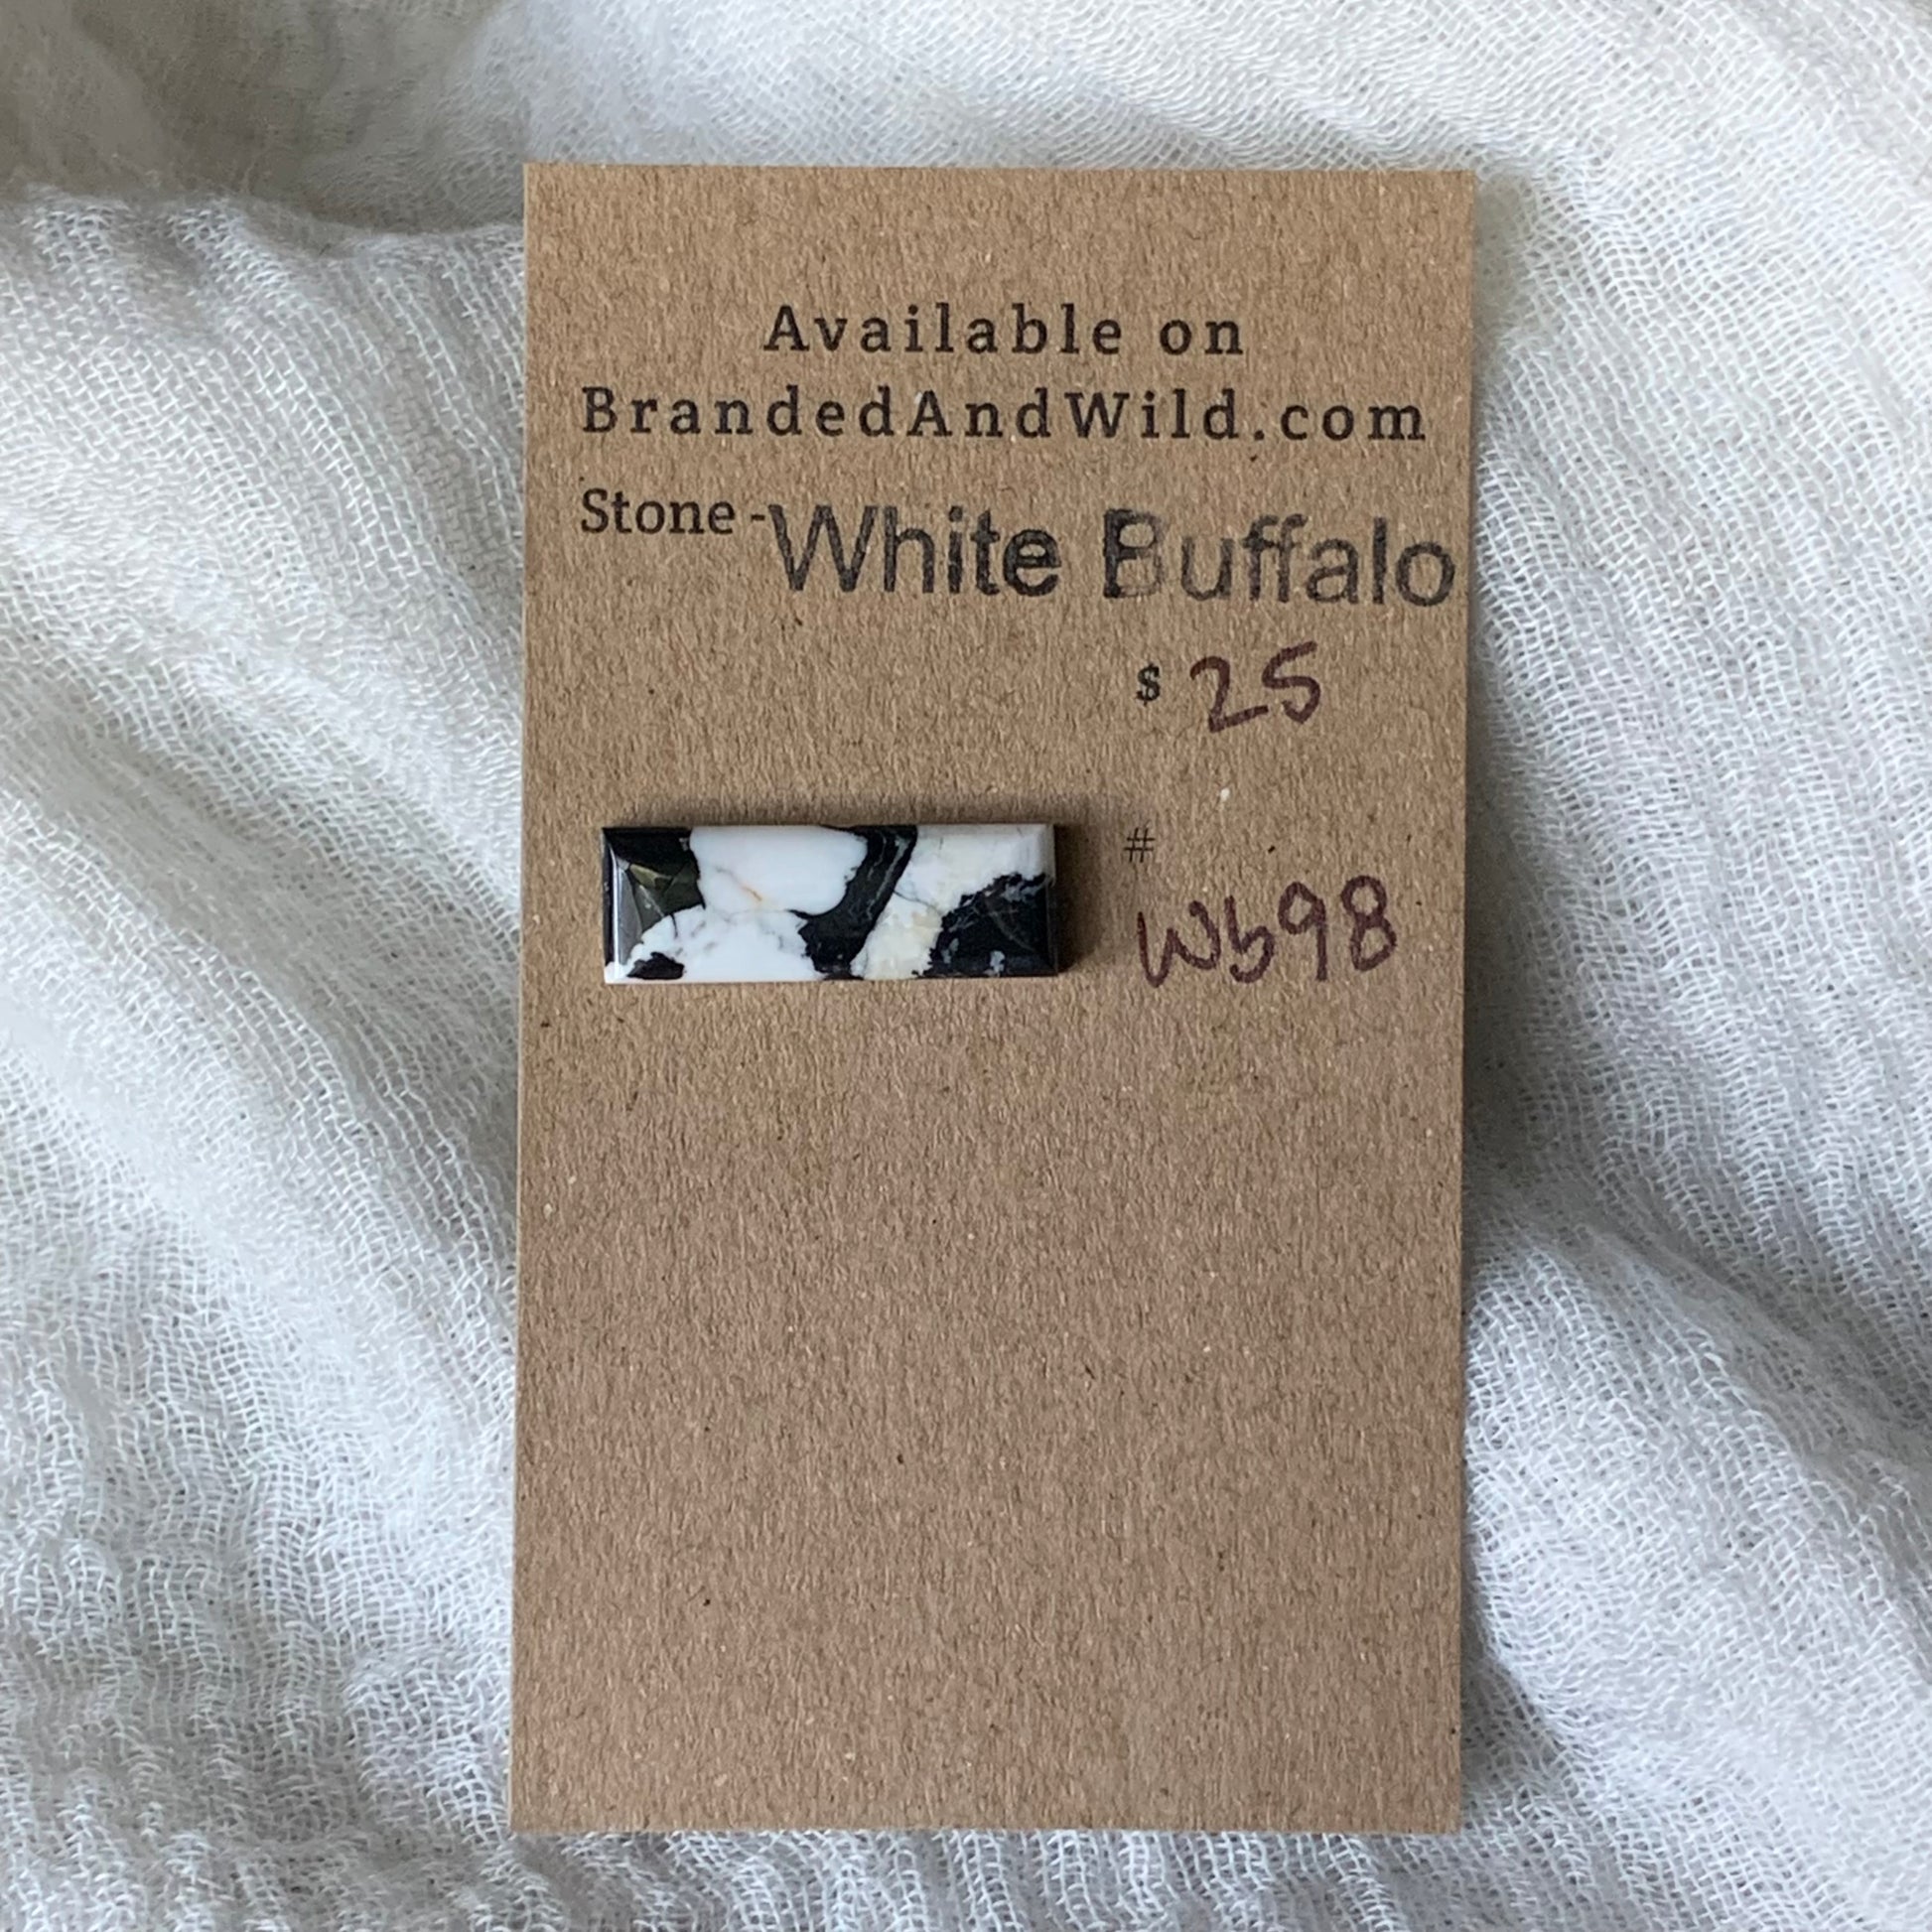 Available on
BrandedAndWild.com
Stone - White Buffalo
$ 25
#
Wb98